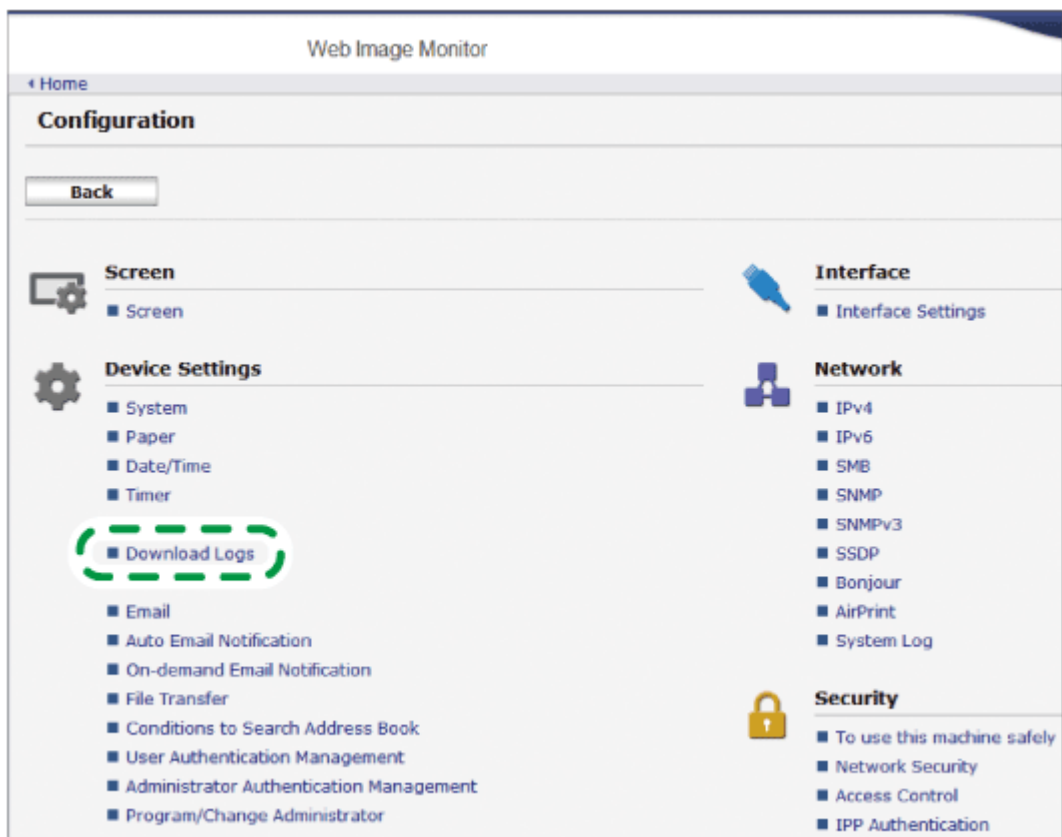 Web Image Monitor
Home
Configuration
Back
Screen
Screen
Device Settings
System
Paper
Date/Time
Timer
Download Logs
Email
Auto Email Notification
On-demand Email Notification
File Transfer
Conditions to Search Address Book
User Authentication Management
Administrator Authentication Management
Program/Change Administrator
Interface
Interface Settings
Network
IPv4
IPv6
SMB
SNMP
SNMPv3
SSDP
Bonjour
AirPrint
System Log
Security
To use this machine safely
Network Security
Access Control
IPP Authentication